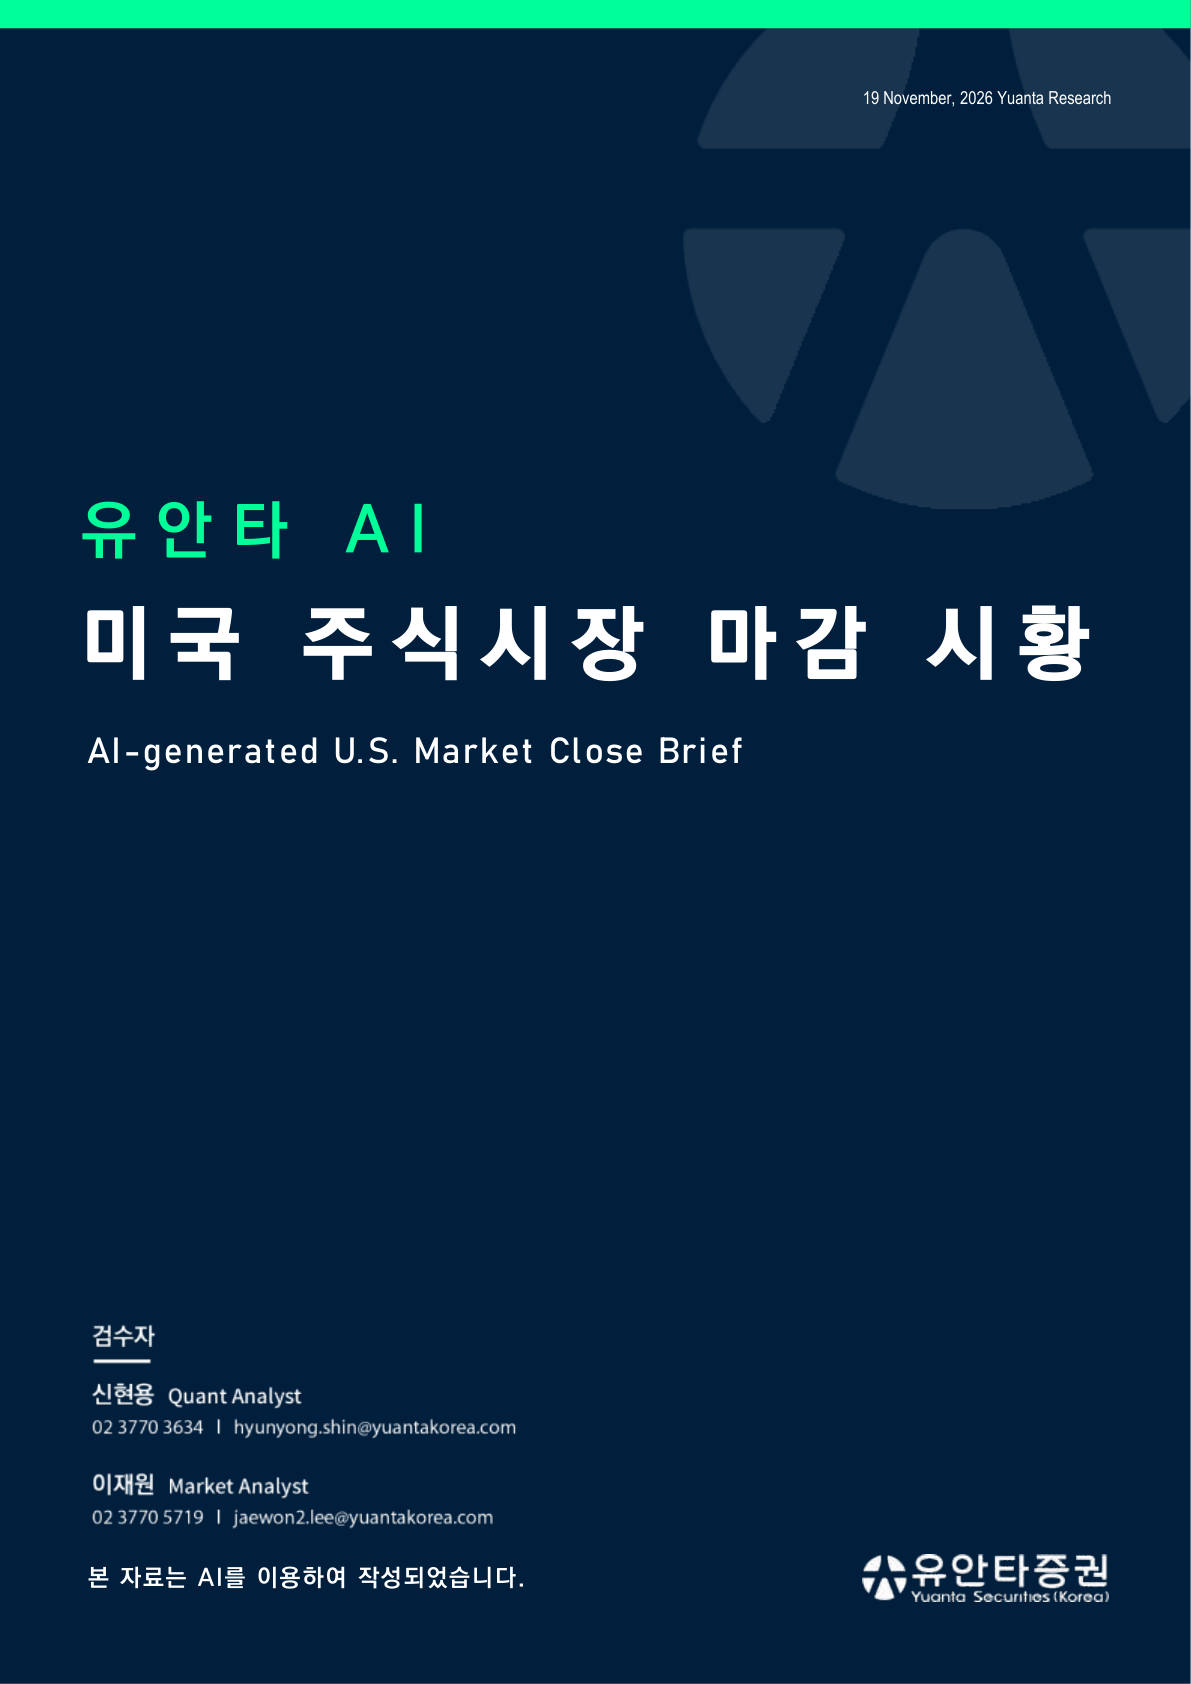 19 November, 2026 Yuanta Research
유안타 AI
미국 주식시장 마감 시황
AI-generated U.S. Market Close Brief
검수자
신현용 Quant Analyst
02 3770 3634 l hyunyong.shin@yuantakorea.com
이재원 Market Analyst
02 3770 5719 l jaewon2.lee@yuantakorea.com
본 자료는 AI를 이용하여 작성되었습니다.
유안타증권
Yuanta Securities (Korea)